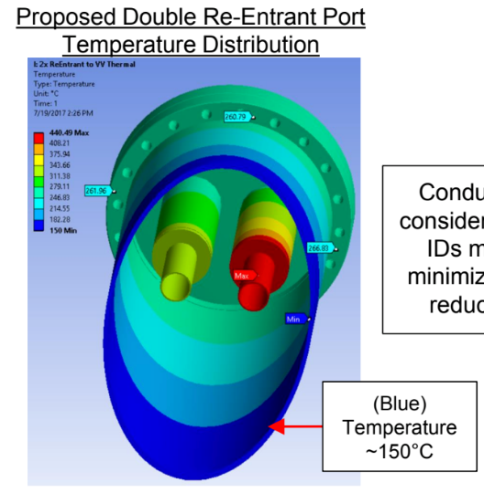 Proposed Double Re-Entrant Port
Temperature Distribution
I: 2x ReEntrant to VV Thermal
Temperature
Type: Temperature
Unit: °C
Time: 1
7/19/2017 2:26 PM
440.49 Max
408.21
375.94
343.66
311.38
279.11
246.83
214.55
182.28
150 Min
260.79
261.96
266.83
Max
Min
Condu
consider
IDs m
minimiz
reduc
(Blue)
Temperature
~150°C